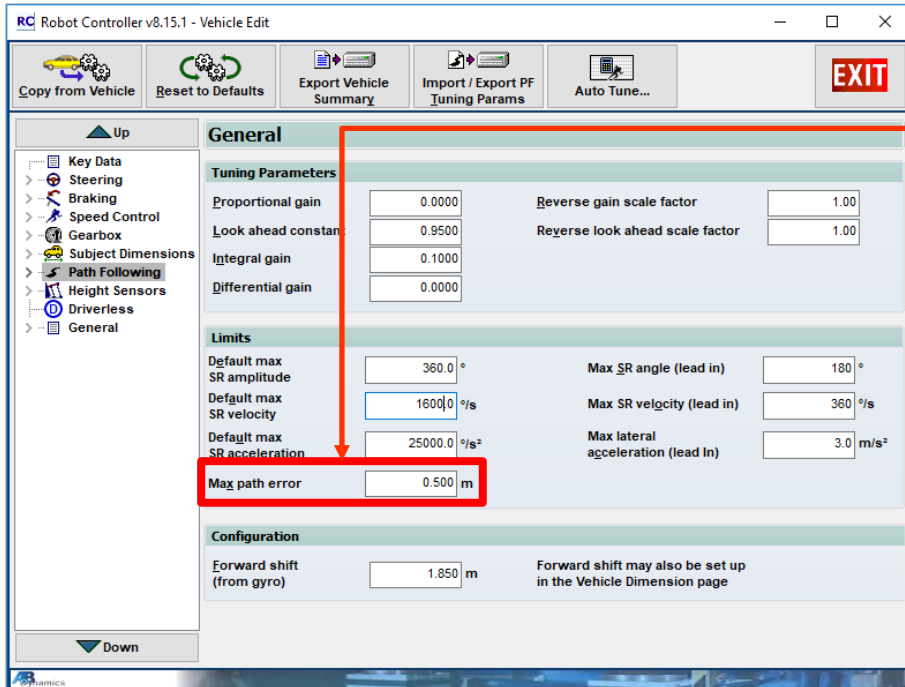 RC Robot Controller v8.15.1 - Vehicle Edit
Copy from Vehicle
Reset to Defaults
Export Vehicle
Summary
Import / Export PF
Tuning Params
Auto Tune...
EXIT
Up
Key Data
Steering
Braking
Speed Control
Gearbox
Subject Dimensions
Path Following
Height Sensors
D Driverless
General
Down
General
Tuning Parameters
Proportional gain 0.0000 Reverse gain scale factor 1.00
Look ahead constant 0.9500 Reverse look ahead scale factor 1.00
Integral gain 0.1000
Differential gain 0.0000
Limits
Default max
SR amplitude 360.0 ° Max SR angle (lead in) 180 °
Default max
SR velocity 1600.0 °/s Max SR velocity (lead in) 360 °/s
Default max
SR acceleration 25000.0 °/s² Max lateral
acceleration (lead In) 3.0 m/s²
Max path error 0.500 m
Configuration
Forward shift
(from gyro) 1.850 m
Forward shift may also be set up
in the Vehicle Dimension page
AB Dynamics